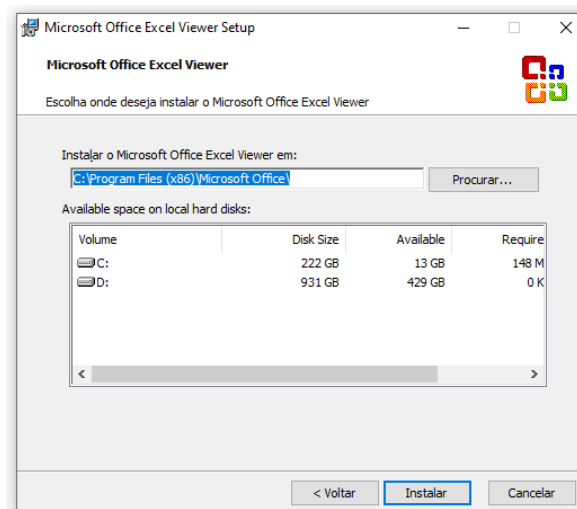 Microsoft Office Excel Viewer Setup
Microsoft Office Excel Viewer
Escolha onde deseja instalar o Microsoft Office Excel Viewer
Instalar o Microsoft Office Excel Viewer em:
C:\Program Files (x86)\Microsoft Office\
Procurar...
Available space on local hard disks:
Volume Disk Size Available Require
C: 222 GB 13 GB 148 M
D: 931 GB 429 GB 0 K
< Voltar Instalar Cancelar